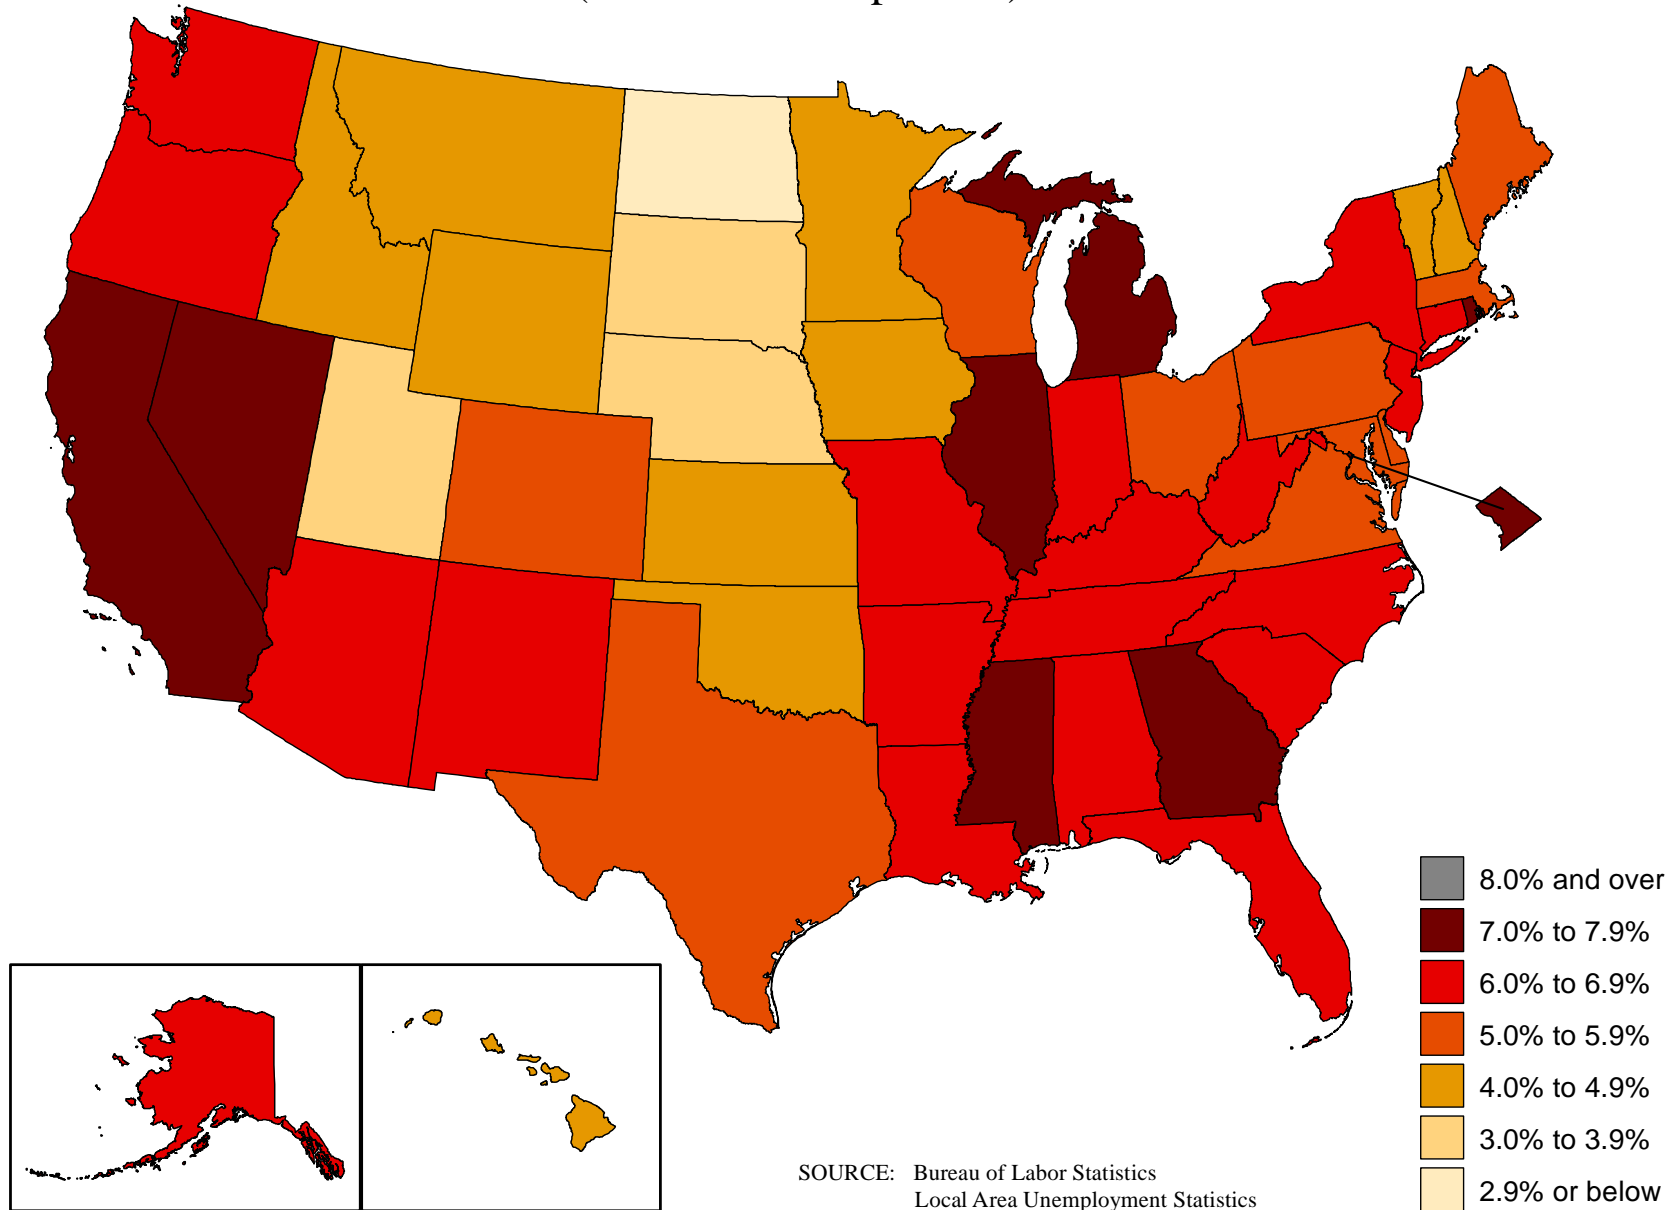 8.0% and over
7.0% to 7.9%
6.0% to 6.9%
5.0% to 5.9%
4.0% to 4.9%
3.0% to 3.9%
2.9% or below
SOURCE: Bureau of Labor Statistics
Local Area Unemployment Statistics